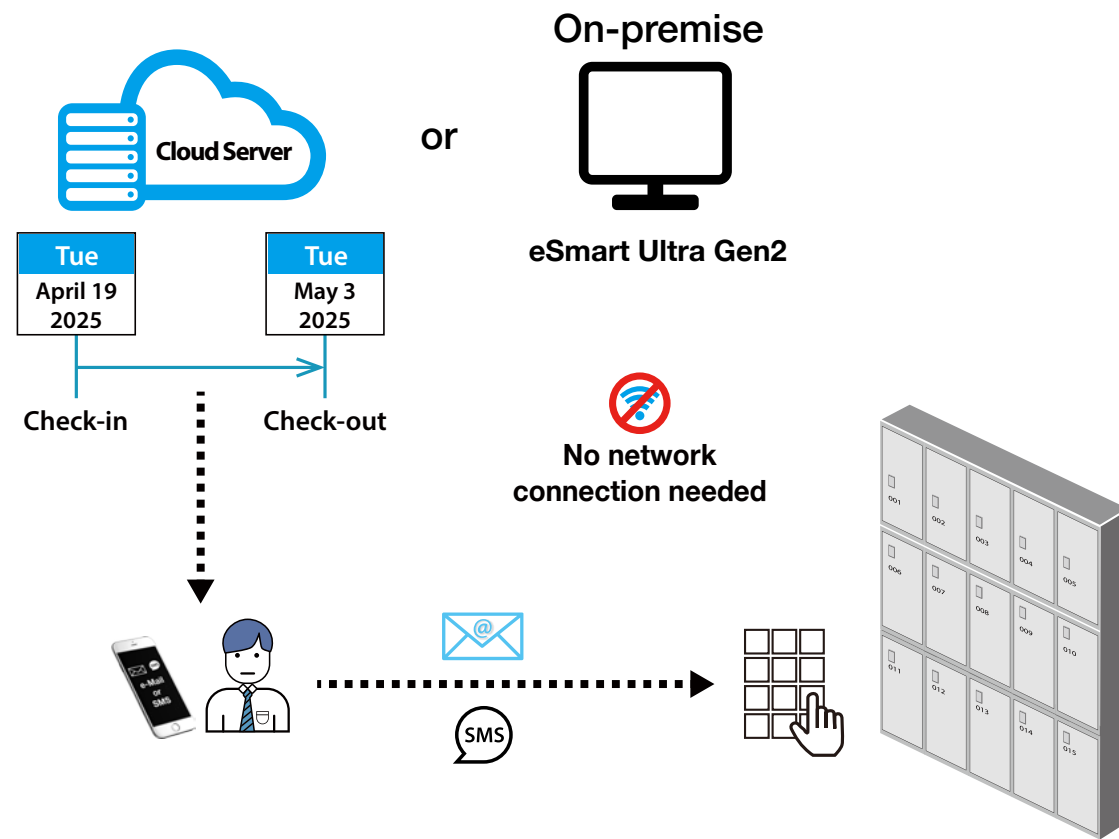 On-premise
Cloud Server
or
eSmart Ultra Gen2
Tue
April 19
2025
Tue
May 3
2025
Check-in
Check-out
No network
connection needed
e-Mail
or
SMS
@
SMS
001
002
003
004
005
006
007
008
009
010
011
012
013
014
015